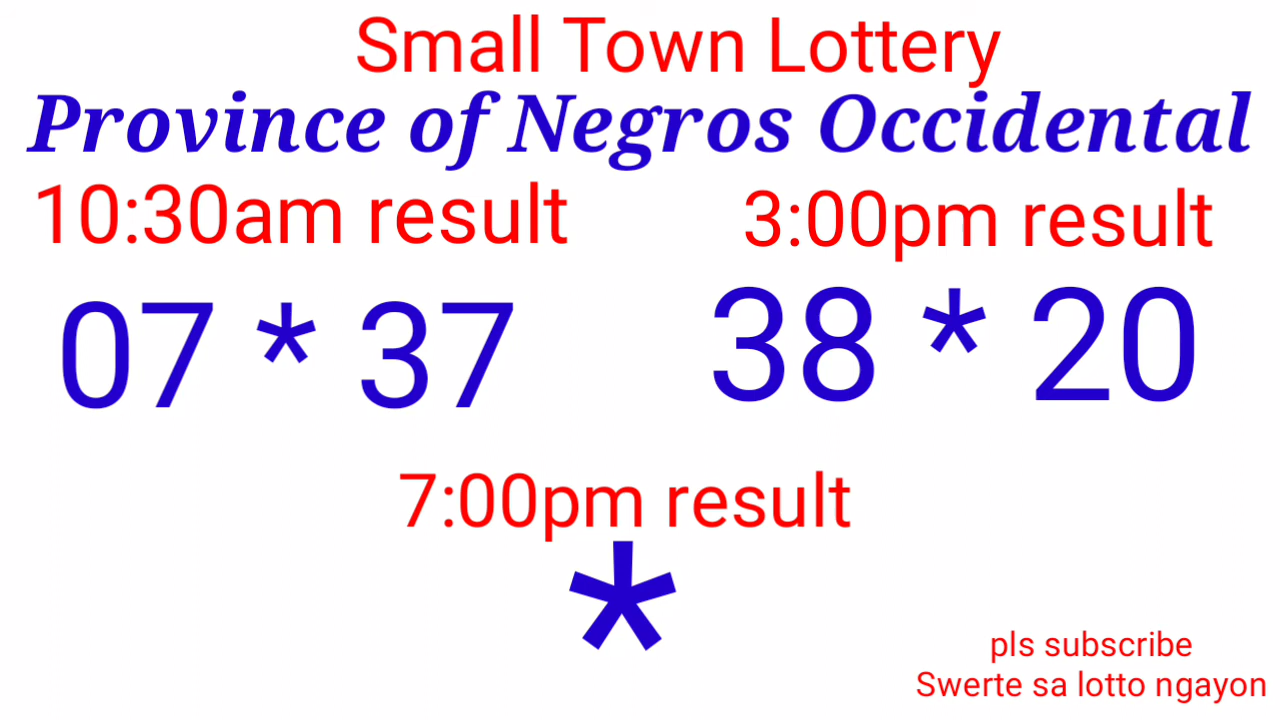 Small Town Lottery
Province of Negros Occidental
10:30am result
3:00pm result
07 * 37
38 * 20
7:00pm result
*
pls subscribe
Swerte sa lotto ngayon